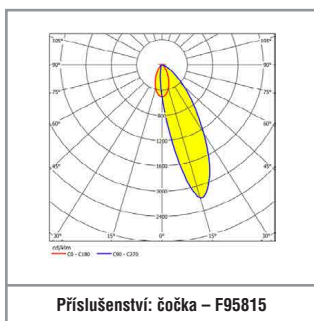 105° 105°
90° 90°
75° 75°
60° 60°
45° 45°
800
1200
1600
2000
2400
30° 15° 0° 15° 30°
cd/klm
C0 - C180 C90 - C270
Příslušenství: čočka – F95815